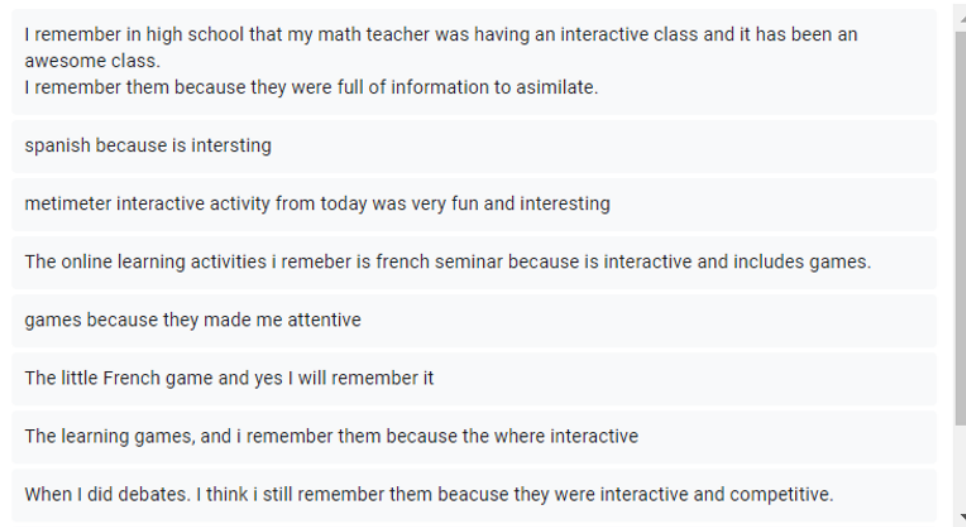 I remember in high school that my math teacher was having an interactive class and it has been an
awesome class.
I remember them because they were full of information to asimilate.
spanish because is intersting
metimeter interactive activity from today was very fun and interesting
The online learning activities i remeber is french seminar because is interactive and includes games.
games because they made me attentive
The little French game and yes I will remember it
The learning games, and i remember them because the where interactive
When I did debates. I think i still remember them beacuse they were interactive and competitive.